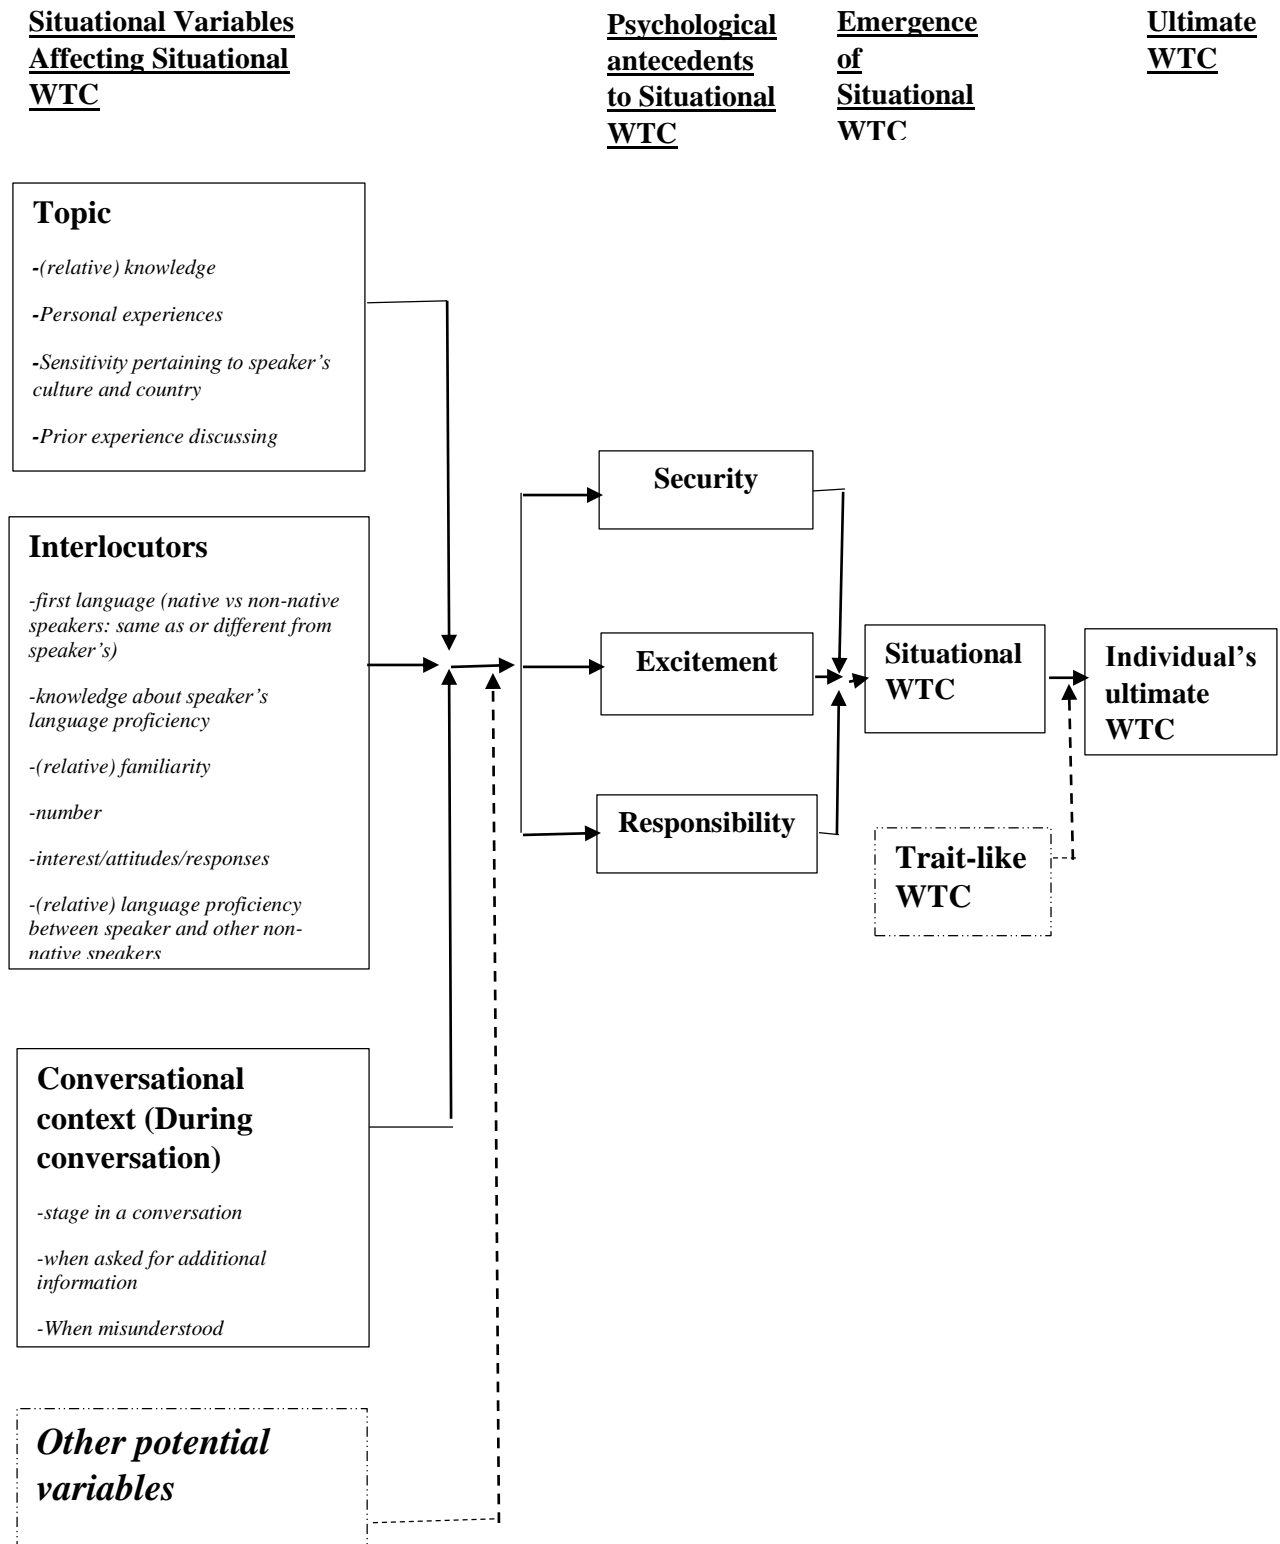 Situational Variables
Affecting Situational
WTC
Psychological
antecedents
to Situational
WTC
Emergence
of
Situational
WTC
Ultimate
WTC
Topic
-(relative) knowledge
-Personal experiences
-Sensitivity pertaining to speaker’s
culture and country
-Prior experience discussing
Interlocutors
-first language (native vs non-native
speakers: same as or different from
speaker’s)
-knowledge about speaker’s
language proficiency
-(relative) familiarity
-number
-interest/attitudes/responses
-(relative) language proficiency
between speaker and other non-
native speakers
Conversational
context (During
conversation)
-stage in a conversation
-when asked for additional
information
-When misunderstood
Other potential
variables
Security
Excitement
Responsibility
Situational
WTC
Trait-like
WTC
Individual’s
ultimate
WTC